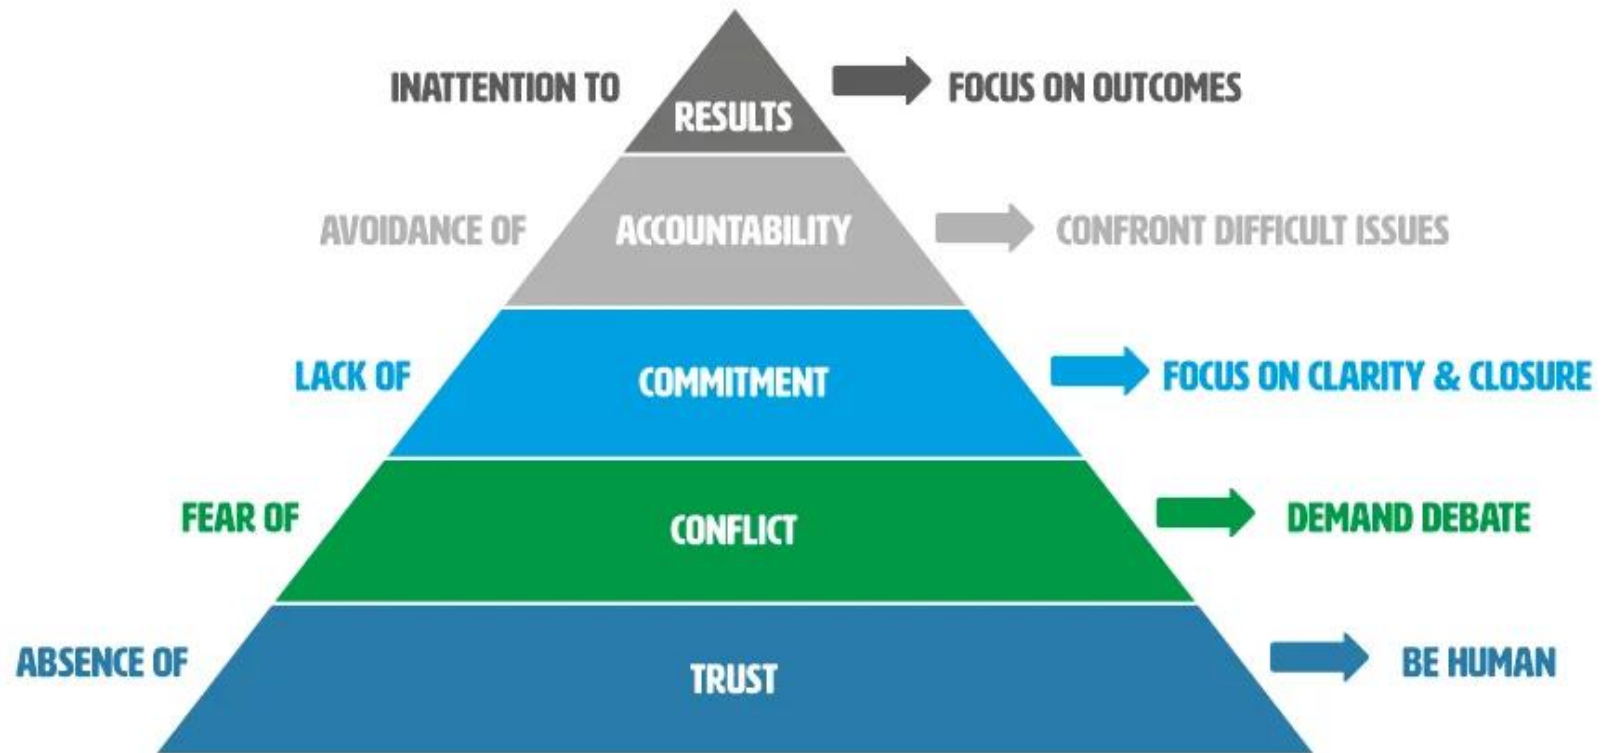 INATTENTION TO RESULTS FOCUS ON OUTCOMES
AVOIDANCE OF ACCOUNTABILITY CONFRONT DIFFICULT ISSUES
LACK OF COMMITMENT FOCUS ON CLARITY & CLOSURE
FEAR OF CONFLICT DEMAND DEBATE
ABSENCE OF TRUST BE HUMAN